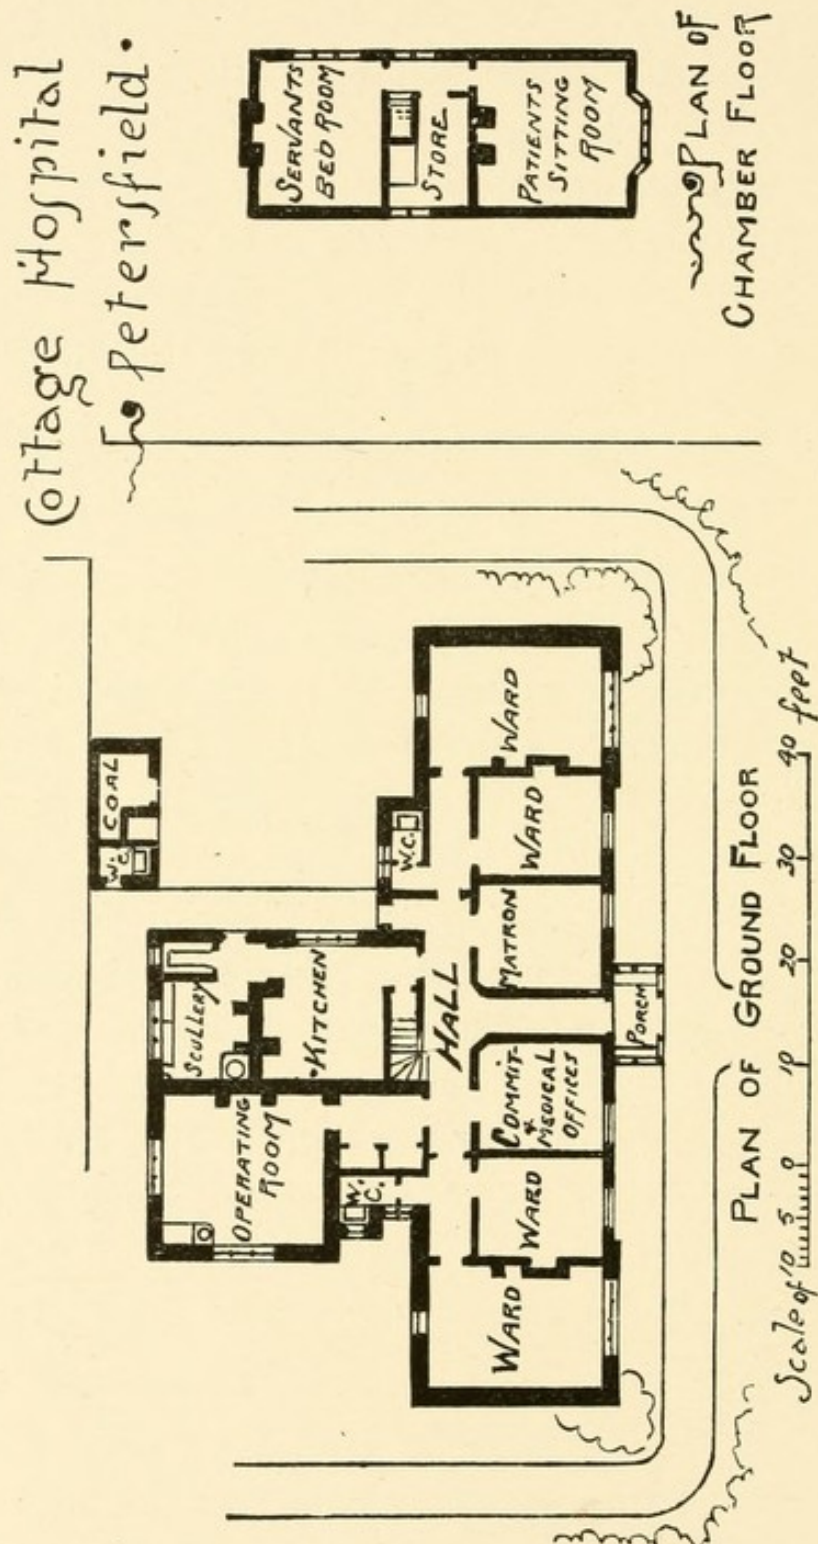 Cottage Hospital
Petersfield.
SERVANTS
BED ROOM
STORE
PATIENTS
SITTING
ROOM
PLAN OF
CHAMBER FLOOR
COAL
W.
C.
SCULLERY
KITCHEN
OPERATING
ROOM
W.
C.
W.C.
HALL
WARD
WARD
COMMIT-
&
MEDICAL
OFFICES
MATRON
WARD
WARD
PORCH
PLAN OF GROUND FLOOR
Scale of 10 5 0 10 20 30 40 feet